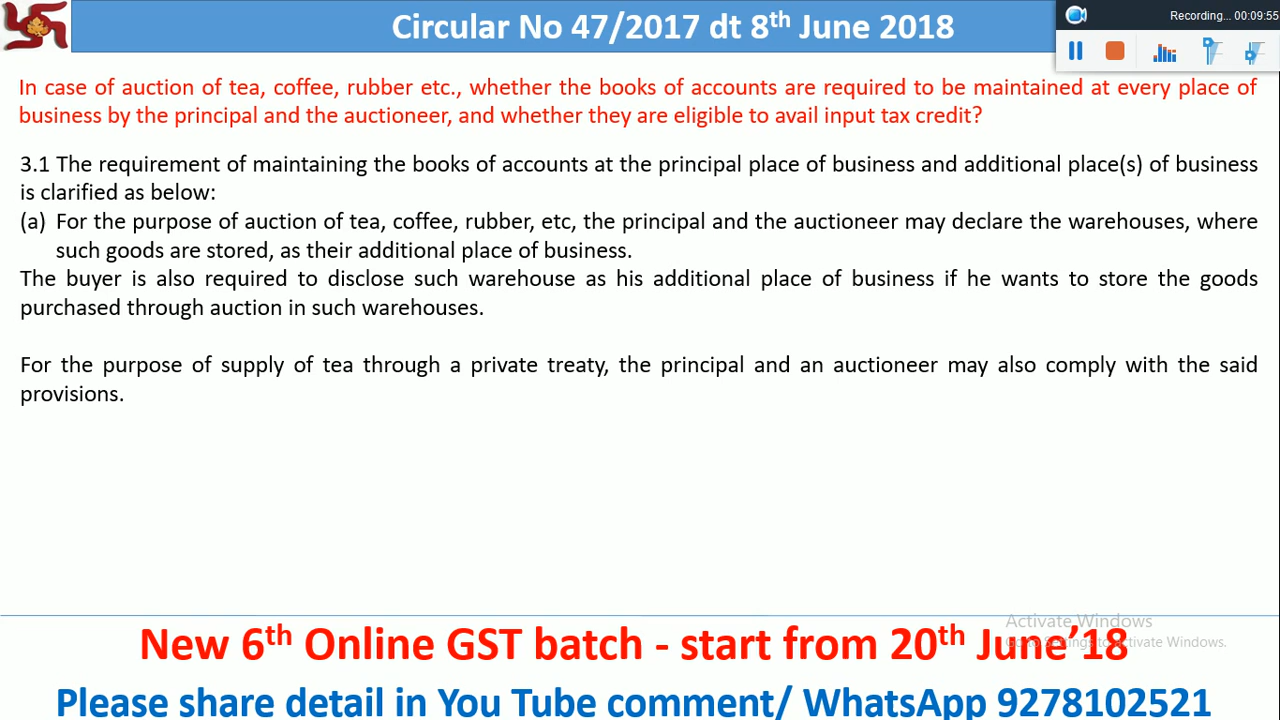 Circular No 47/2017 dt 8th June 2018
Recording... 00:09:55
In case of auction of tea, coffee, rubber etc., whether the books of accounts are required to be maintained at every place of
business by the principal and the auctioneer, and whether they are eligible to avail input tax credit?
3.1 The requirement of maintaining the books of accounts at the principal place of business and additional place(s) of business
is clarified as below:
(a) For the purpose of auction of tea, coffee, rubber, etc, the principal and the auctioneer may declare the warehouses, where
such goods are stored, as their additional place of business.
The buyer is also required to disclose such warehouse as his additional place of business if he wants to store the goods
purchased through auction in such warehouses.
For the purpose of supply of tea through a private treaty, the principal and an auctioneer may also comply with the said
provisions.
Activate Windows
Go to Settings to activate Windows.
New 6th Online GST batch - start from 20th June'18
Please share detail in You Tube comment/ WhatsApp 9278102521